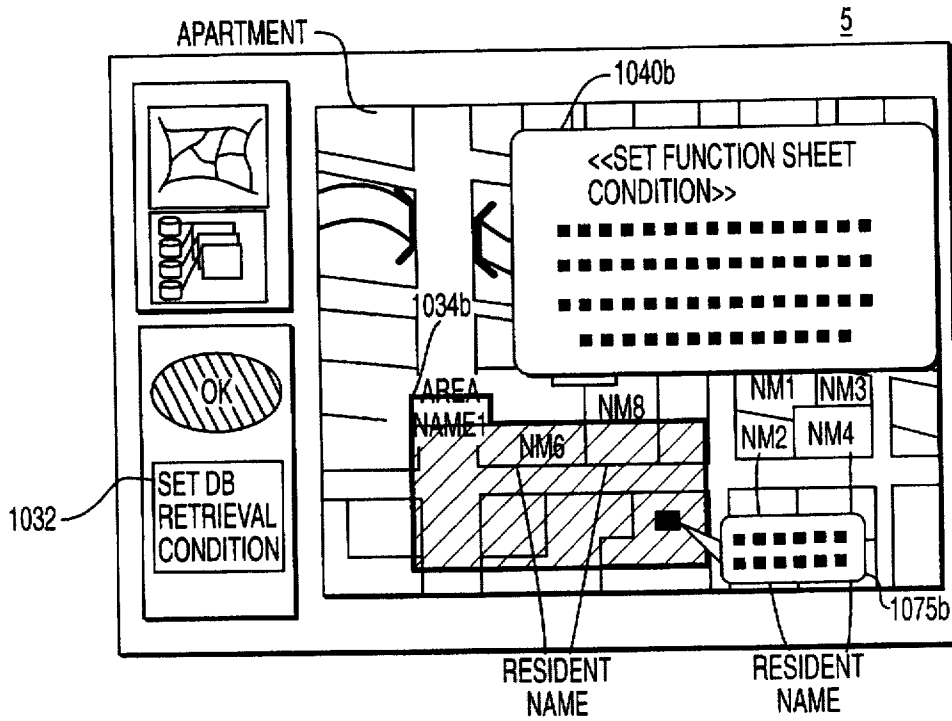 5
APARTMENT
1040b
<<SET FUNCTION SHEET
CONDITION>>
1034b
OK
AREA
NAME1
NM8
NM6
NM1
NM3
NM2
NM4
1032
SET DB
RETRIEVAL
CONDITION
1075b
RESIDENT
NAME
RESIDENT
NAME